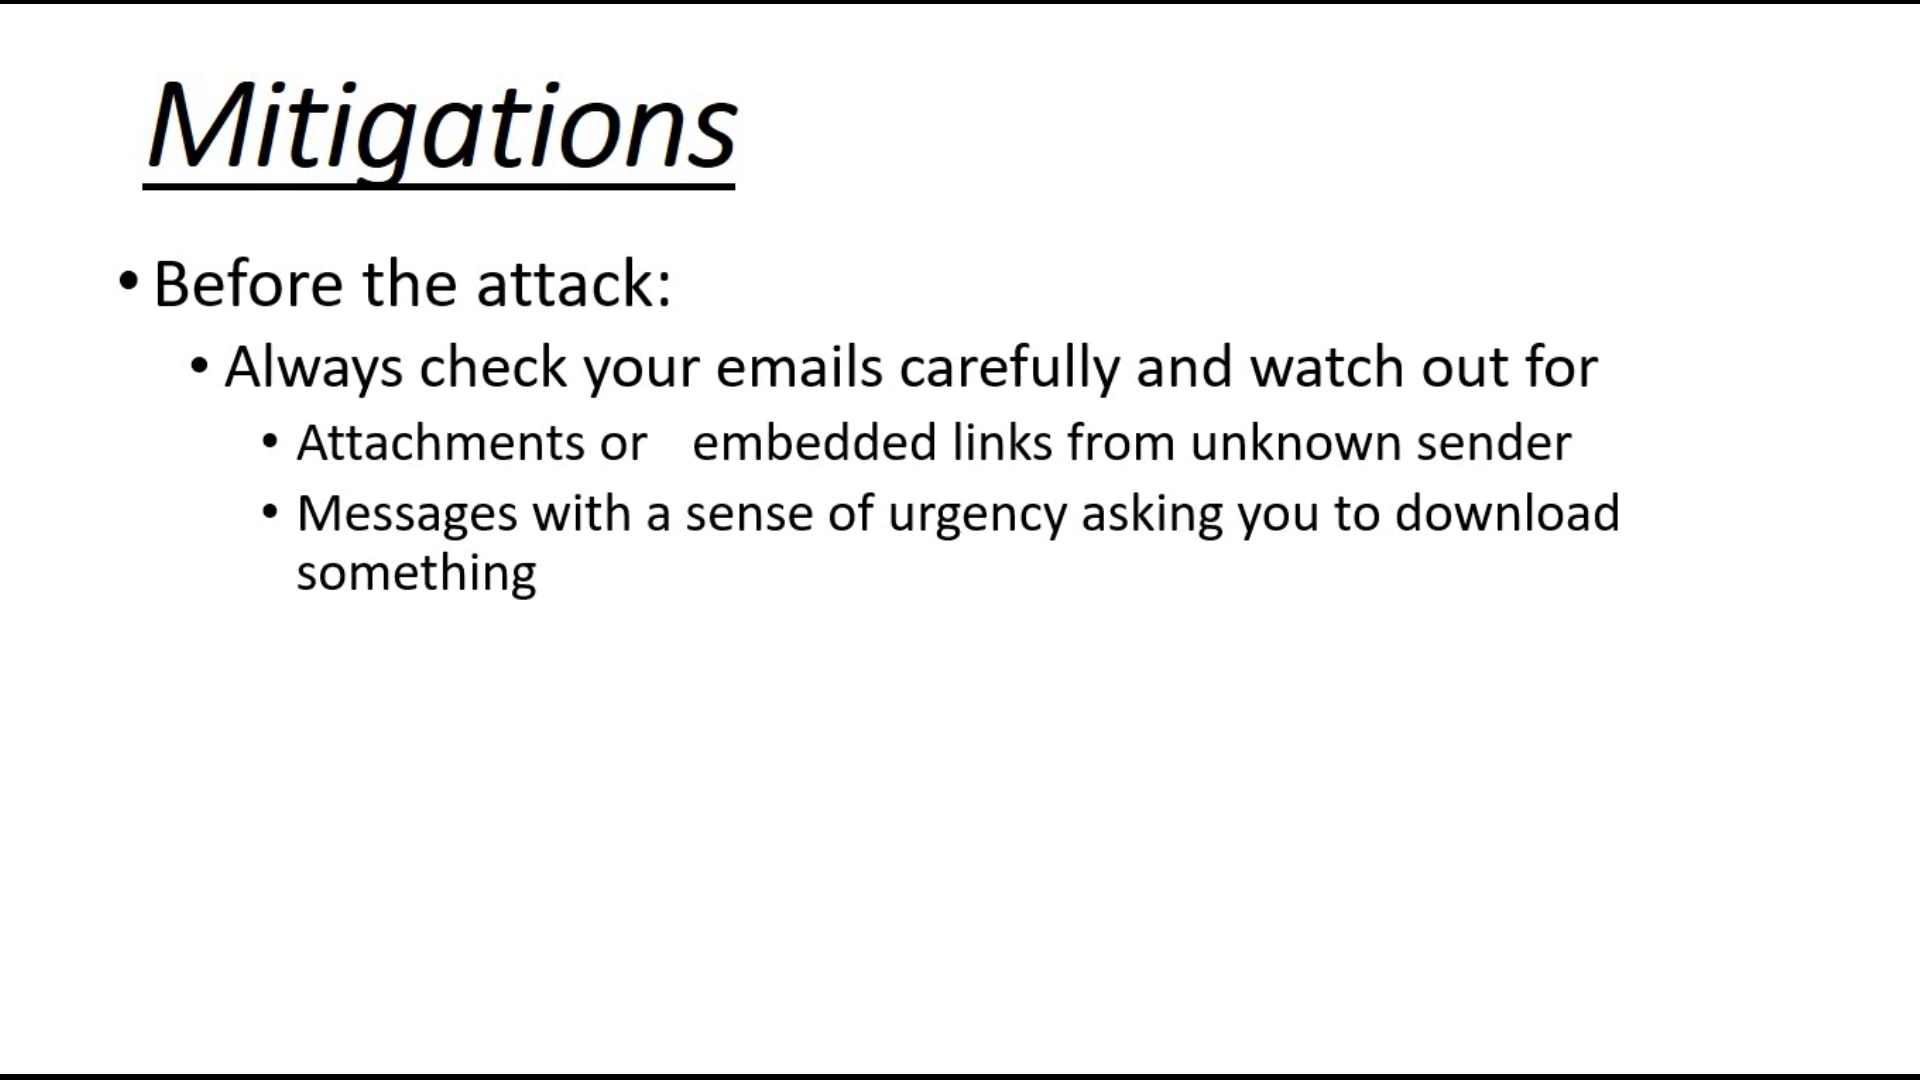 Mitigations
• Before the attack:
• Always check your emails carefully and watch out for
• Attachments or   embedded links from unknown sender
• Messages with a sense of urgency asking you to download
something